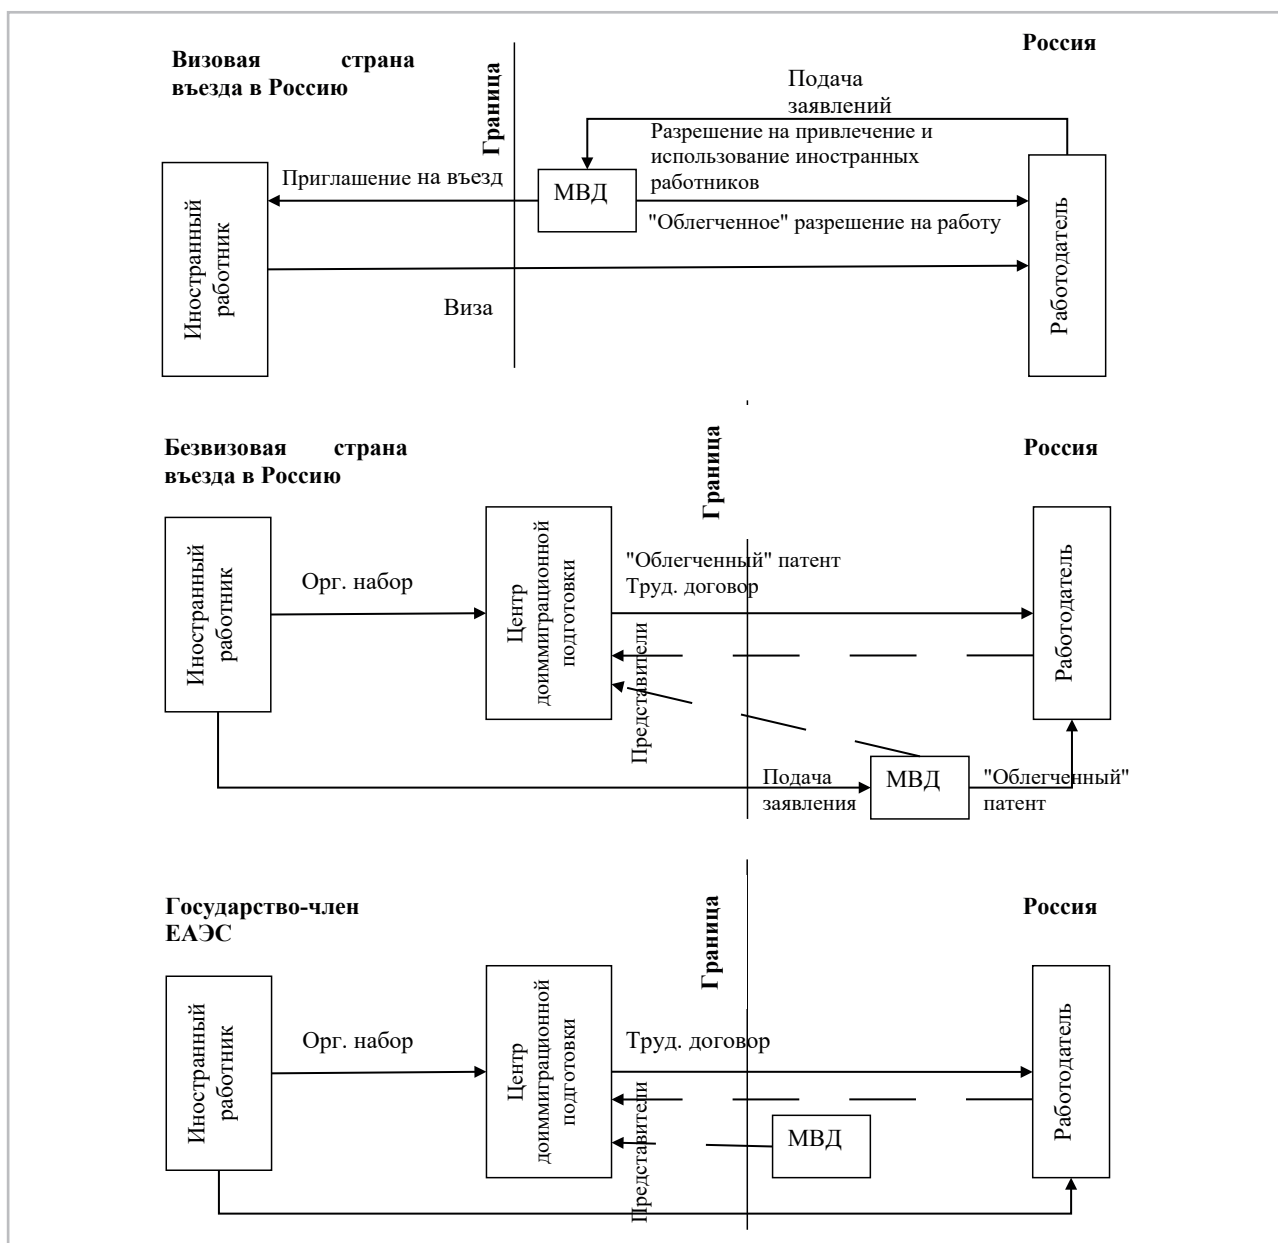 Визовая страна
въезда в Россию
Граница
Россия
Подача
заявлений
Разрешение на привлечение и
использование иностранных
работников
Приглашение на въезд
МВД
"Облегченное" разрешение на работу
Иностранный
работник
Виза
Работодатель
Безвизовая страна
въезда в Россию
Граница
Россия
Иностранный
работник
Орг. набор
Центр
доиммиграционной
подготовки
"Облегченный" патент
Труд. договор
Представители
Работодатель
Подача
заявления
МВД
"Облегченный"
патент
Государство-член
ЕАЭС
Граница
Россия
Иностранный
работник
Орг. набор
Центр
доиммиграционной
подготовки
Труд. договор
Представители
МВД
Работодатель